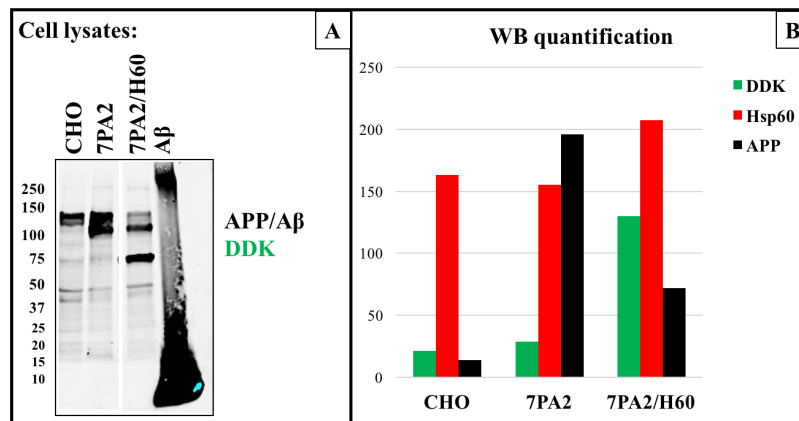 Cell lysates:
A
CHO
7PA2
7PA2/H60
Aβ
250
150
100
75
50
37
25
20
15
10
APP/Aβ
DDK
WB quantification
B
250
200
150
100
50
0
CHO
7PA2
7PA2/H60
DDK
Hsp60
APP